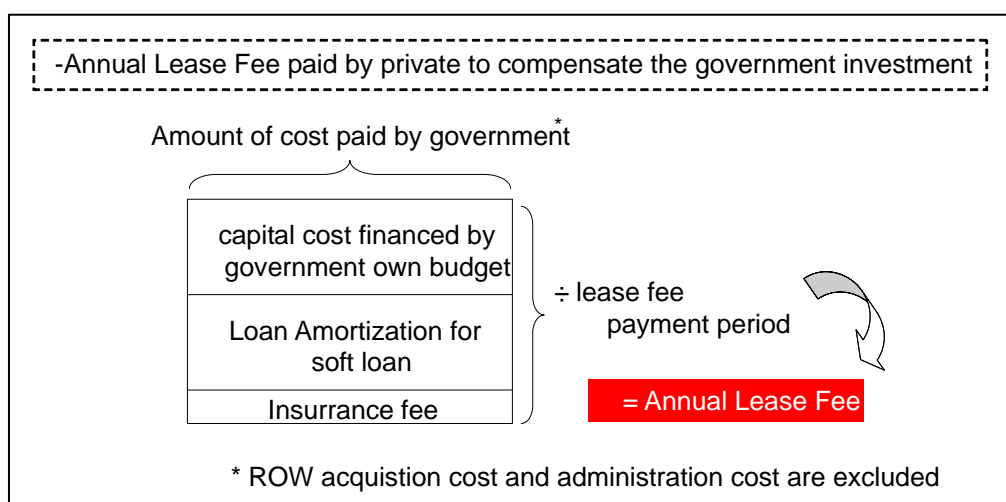 -Annual Lease Fee paid by private to compensate the government investment
Amount of cost paid by government*
capital cost financed by
government own budget
Loan Amortization for
soft loan
Insurrance fee
÷ lease fee
payment period
= Annual Lease Fee
* ROW acquistion cost and administration cost are excluded